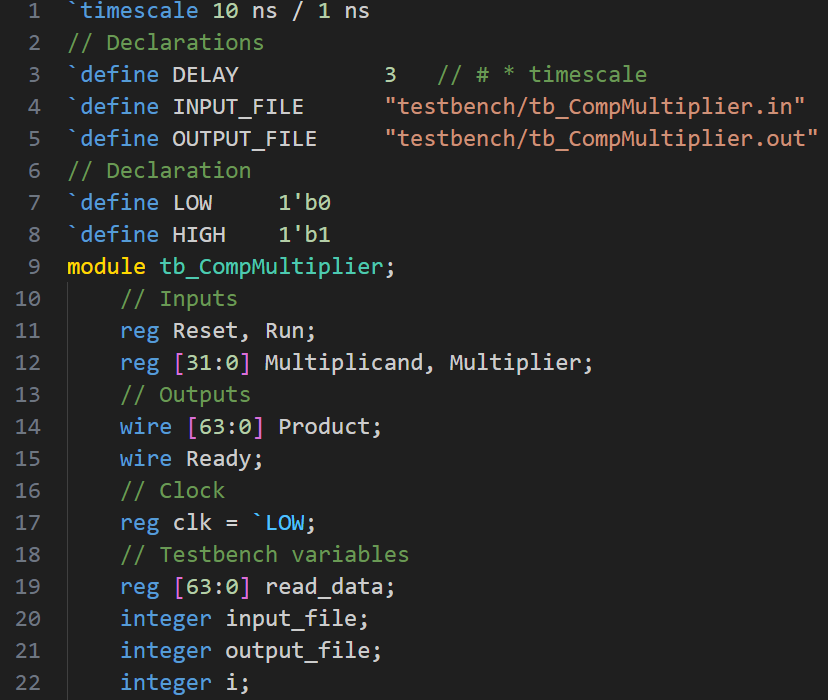 1 `timescale 10 ns / 1 ns
2 // Declarations
3 `define DELAY 3 // # * timescale
4 `define INPUT_FILE "testbench/tb_CompMultiplier.in"
5 `define OUTPUT_FILE "testbench/tb_CompMultiplier.out"
6 // Declaration
7 `define LOW 1'b0
8 `define HIGH 1'b1
9 module tb_CompMultiplier;
10 // Inputs
11 reg Reset, Run;
12 reg [31:0] Multiplicand, Multiplier;
13 // Outputs
14 wire [63:0] Product;
15 wire Ready;
16 // Clock
17 reg clk = `LOW;
18 // Testbench variables
19 reg [63:0] read_data;
20 integer input_file;
21 integer output_file;
22 integer i;